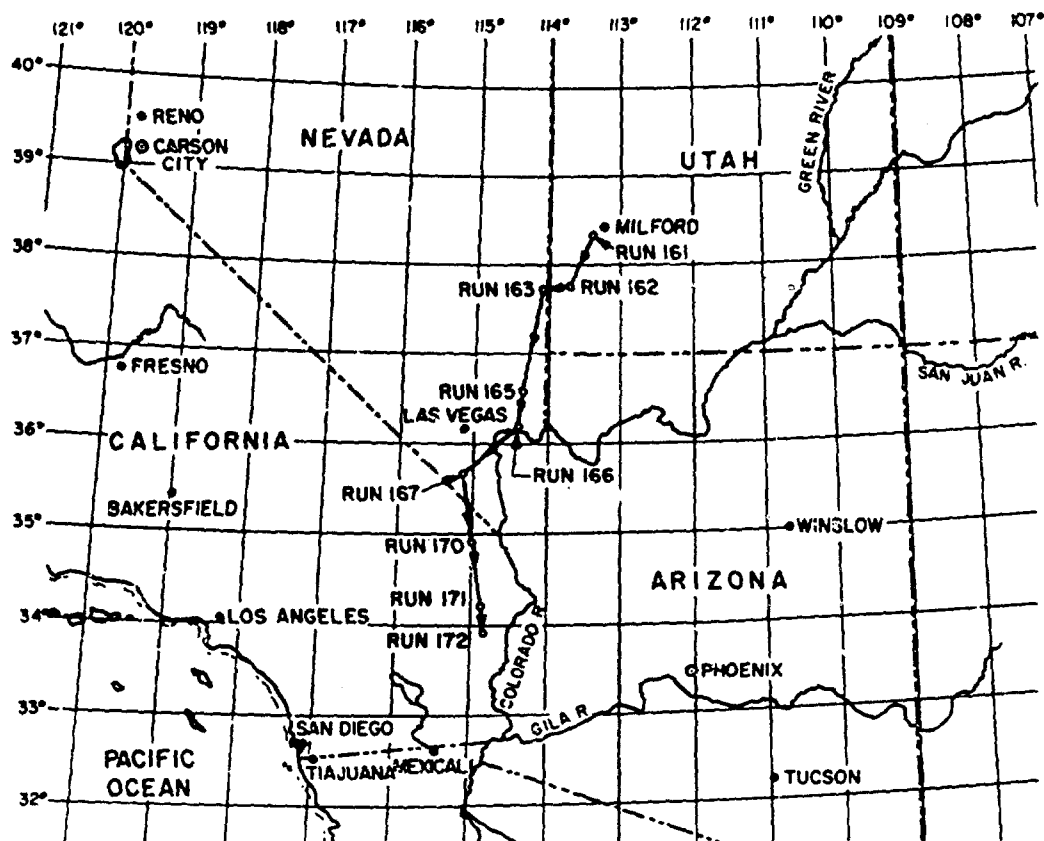 121° 120° 119° 118° 117° 116° 115° 114° 113° 112° 111° 110° 109° 108° 107°
40°
RENO
NEVADA
CARSON
CITY
UTAH
GREEN RIVER
39°
MILFORD
38°
RUN 161
RUN 163
RUN 162
37°
FRESNO
SAN JUAN R.
RUN 165
LAS VEGAS
36°
CALIFORNIA
RUN 166
RUN 167
BAKERSFIELD
35°
WINSLOW
RUN 170
ARIZONA
RUN 171
34°
LOS ANGELES
RUN 172
COLORADO R.
PHOENIX
33°
GILA R.
SAN DIEGO
PACIFIC
OCEAN
TIAJUANA
MEXICAL
TUCSON
32°